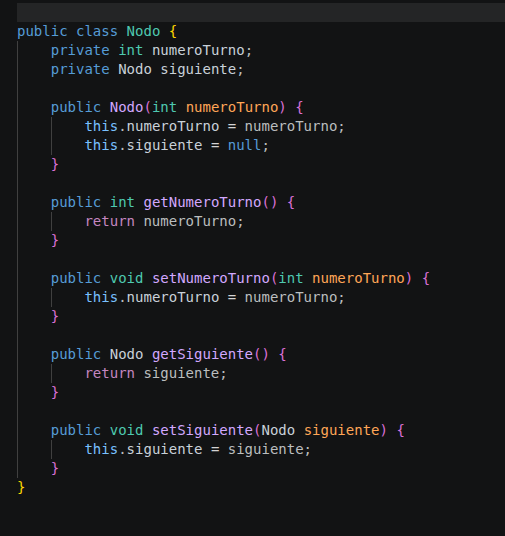 public class Nodo {
    private int numeroTurno;
    private Nodo siguiente;

    public Nodo(int numeroTurno) {
        this.numeroTurno = numeroTurno;
        this.siguiente = null;
    }

    public int getNumeroTurno() {
        return numeroTurno;
    }

    public void setNumeroTurno(int numeroTurno) {
        this.numeroTurno = numeroTurno;
    }

    public Nodo getSiguiente() {
        return siguiente;
    }

    public void setSiguiente(Nodo siguiente) {
        this.siguiente = siguiente;
    }
}